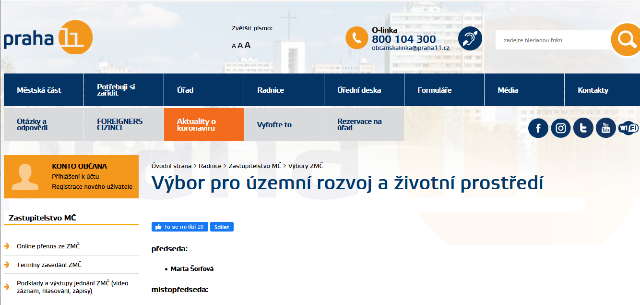 praha 11
Zvětšit písmo:
A A A
O-linka
800 104 300
obcanskalinka@praha11.cz
zadejte hledanou frázi
Městská část
Potřebuji si
zařídit
Úřad
Radnice
Úřední deska
Formuláře
Média
Kontakty
Otázky a
odpovědi
FOREIGNERS
CIZINCI
Aktuality o
koronaviru
Vyfoťte to
Rezervace na
úřad
KONTO OBČANA
Přihlášení k účtu
Registrace nového uživatele
Úvodní strana > Radnice > Zastupitelstvo MČ > Výbory ZMČ
Výbor pro územní rozvoj a životní prostředí
Zastupitelstvo MČ
To se mi líbí Sdílet
Online přenos ze ZMČ
Termíny zasedání ZMČ
Podklady a výstupy jednání ZMČ (video
záznam, hlasování, zápisy)
předseda:
Marta Šorfová
místopředseda: